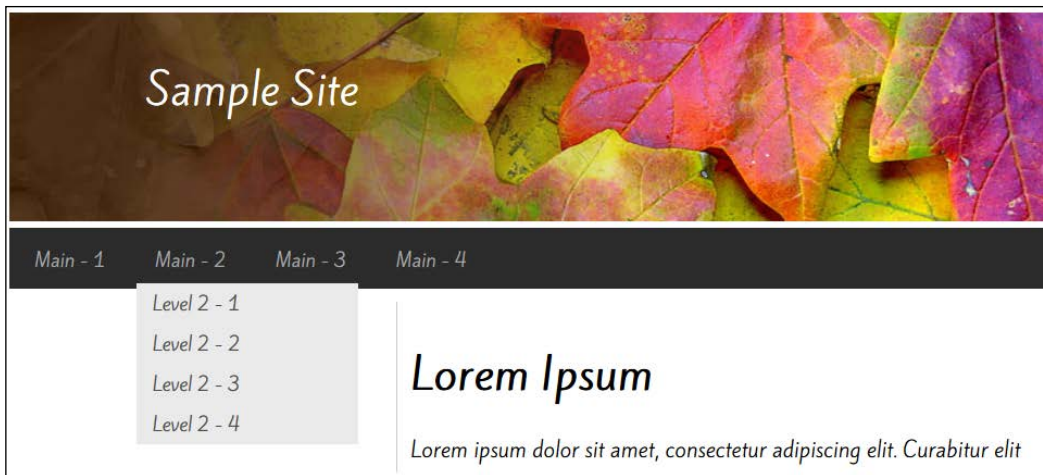 Sample Site
Main - 1 Main - 2 Main - 3 Main - 4
Level 2 - 1
Level 2 - 2
Level 2 - 3
Level 2 - 4
Lorem Ipsum
Lorem ipsum dolor sit amet, consectetur adipiscing elit. Curabitur elit